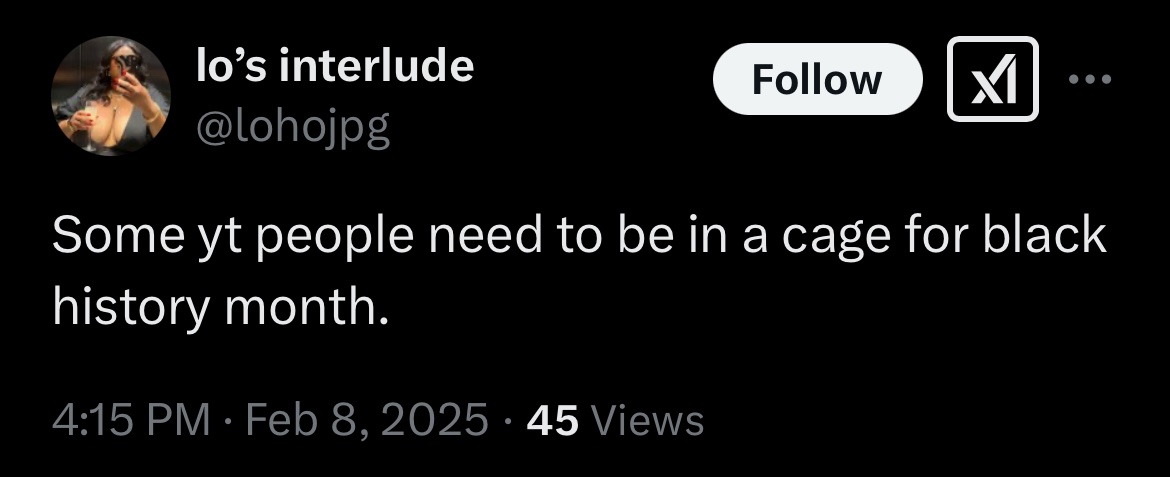 lo’s interlude
Follow
@lohojpg
Some yt people need to be in a cage for black
history month.
4:15 PM · Feb 8, 2025 · 45 Views